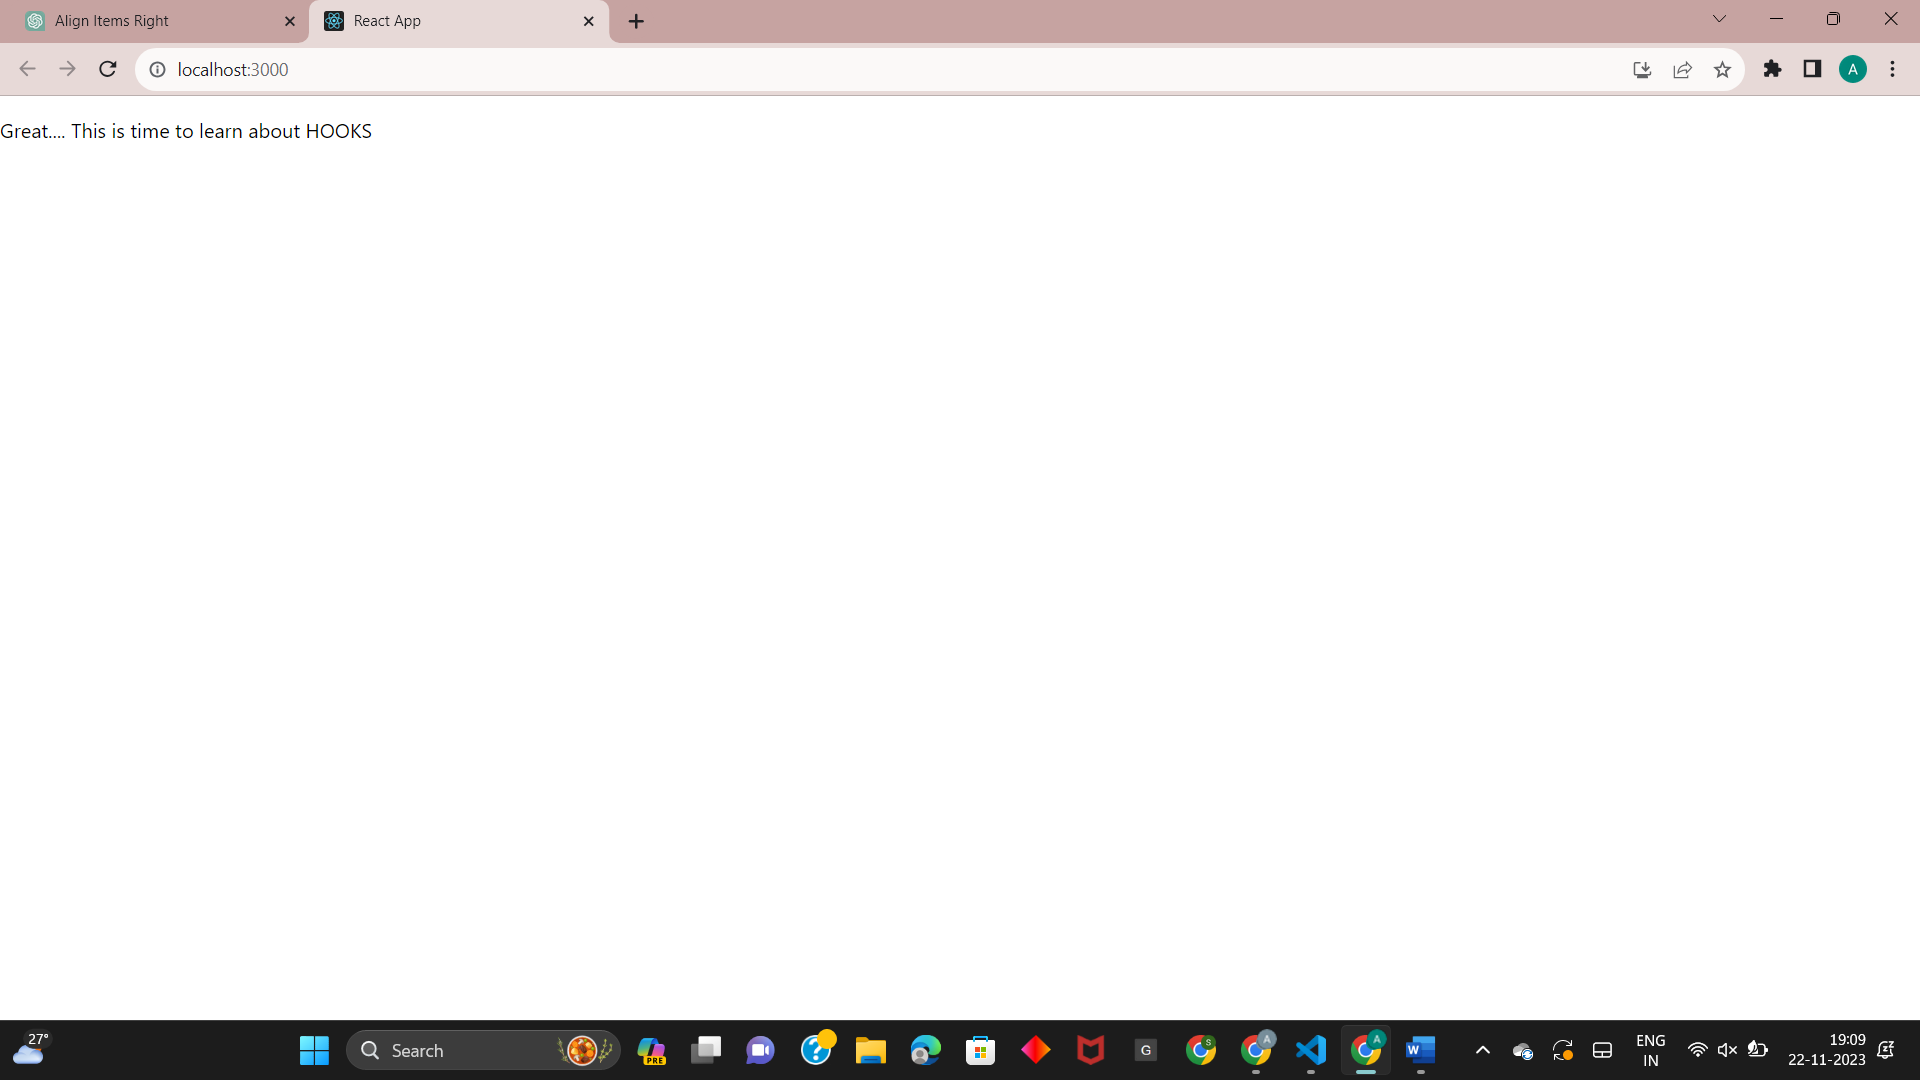 Align Items Right
React App
localhost:3000
A
Great.... This is time to learn about HOOKS
27°
Search
PRE
G
S
A
A
W
ENG
IN
19:09
22-11-2023